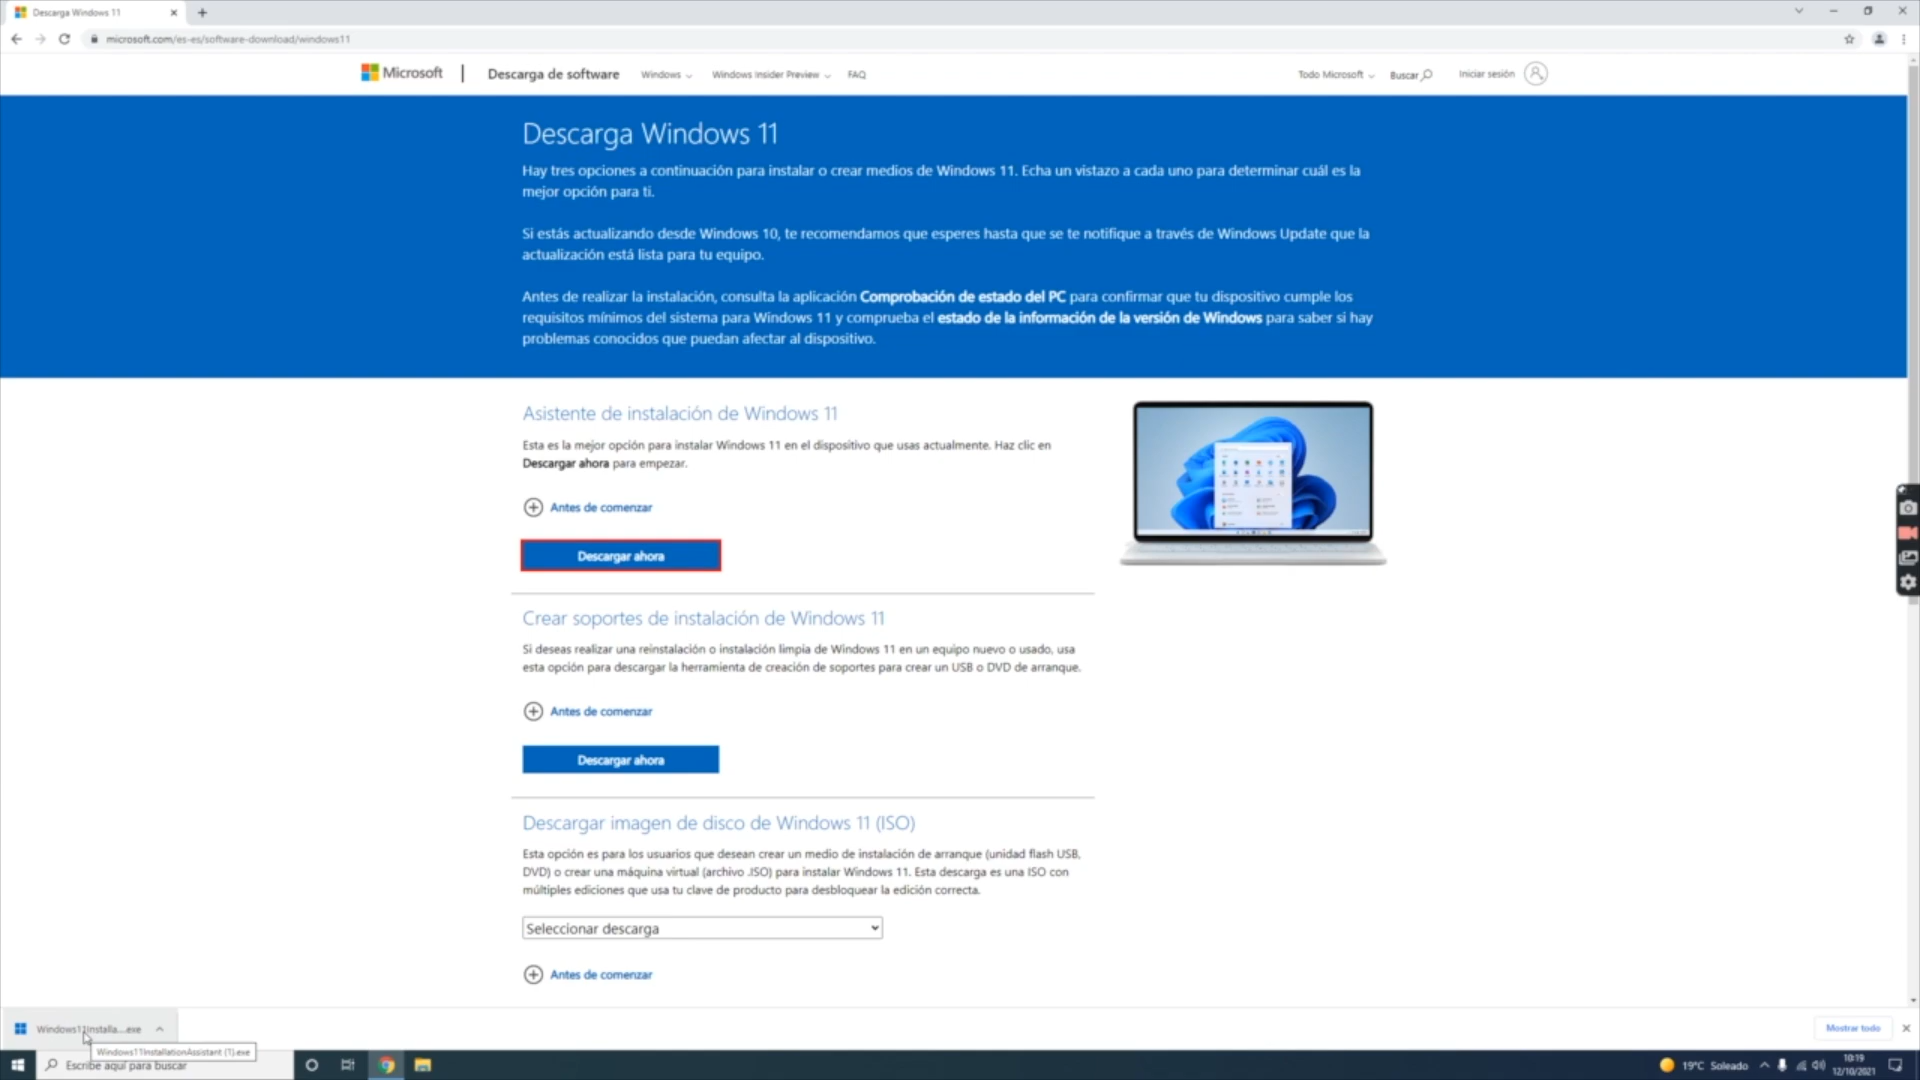 Descarga Windows 11
microsoft.com/es-es/software-download/windows11
Microsoft
Descarga de software
Windows
Windows Insider Preview
FAQ
Todo Microsoft
Buscar
Iniciar sesión
Descarga Windows 11
Hay tres opciones a continuación para instalar o crear medios de Windows 11. Echa un vistazo a cada uno para determinar cuál es la
mejor opción para ti.
Si estás actualizando desde Windows 10, te recomendamos que esperes hasta que se te notifique a través de Windows Update que la
actualización está lista para tu equipo.
Antes de realizar la instalación, consulta la aplicación Comprobación de estado del PC para confirmar que tu dispositivo cumple los
requisitos mínimos del sistema para Windows 11 y comprueba el estado de la información de la versión de Windows para saber si hay
problemas conocidos que puedan afectar al dispositivo.
Asistente de instalación de Windows 11
Esta es la mejor opción para instalar Windows 11 en el dispositivo que usas actualmente. Haz clic en
Descargar ahora para empezar.
Antes de comenzar
Descargar ahora
Crear soportes de instalación de Windows 11
Si deseas realizar una reinstalación o instalación limpia de Windows 11 en un equipo nuevo o usado, usa
esta opción para descargar la herramienta de creación de soportes para crear un USB o DVD de arranque.
Antes de comenzar
Descargar ahora
Descargar imagen de disco de Windows 11 (ISO)
Esta opción es para los usuarios que desean crear un medio de instalación de arranque (unidad flash USB,
DVD) o crear una máquina virtual (archivo .ISO) para instalar Windows 11. Esta descarga es una ISO con
múltiples ediciones que usa tu clave de producto para desbloquear la edición correcta.
Seleccionar descarga
Antes de comenzar
Windows11Installa....exe
Mostrar todo
Windows11InstallationAssistant (1).exe
Escribe aquí para buscar
19°C Soleado
10:19
12/10/2021